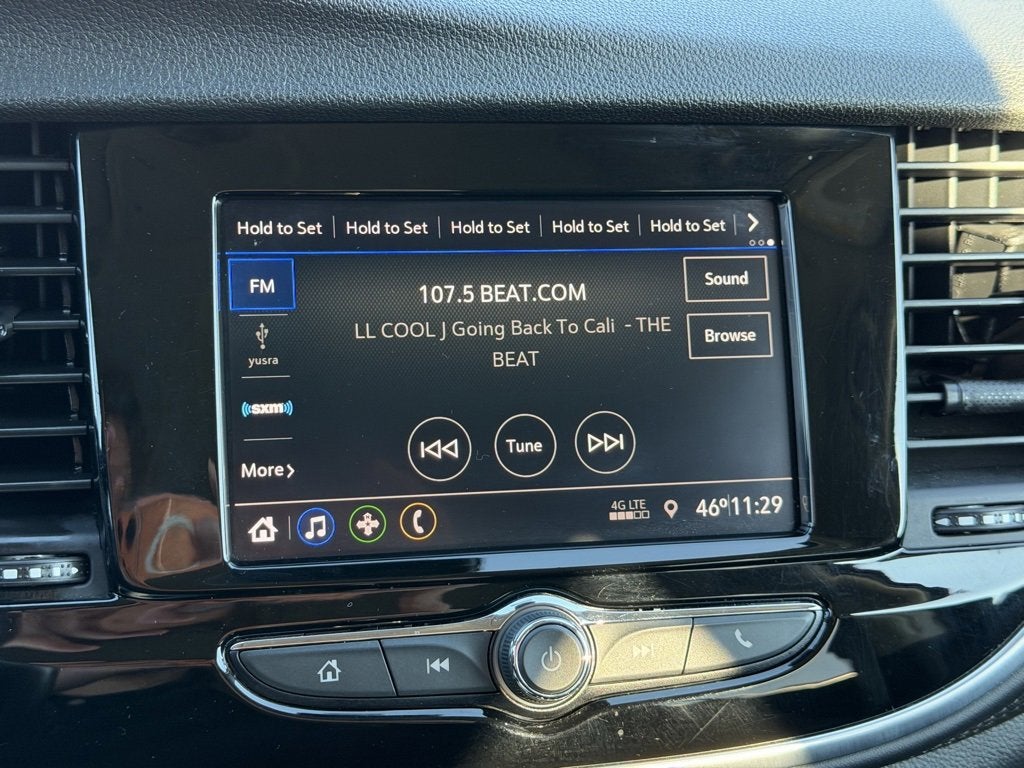 Hold to Set Hold to Set Hold to Set Hold to Set Hold to Set
FM
107.5 BEAT.COM
Sound
LL COOL J Going Back To Cali - THE
BEAT
Browse
yusra
((sxm))
Tune
More
4G LTE
46° 11:29